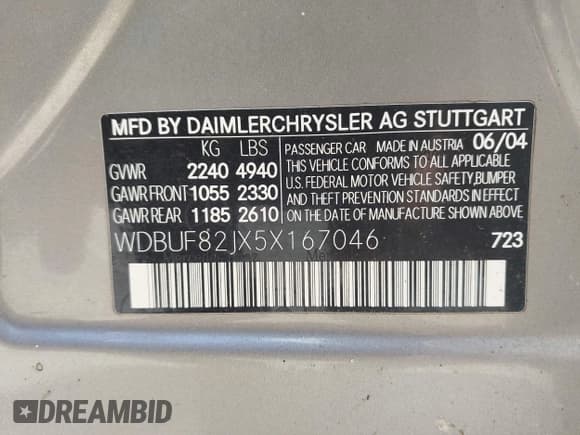 MFD BY DAIMLERCHRYSLER AG STUTTGART
KG LBS
GVWR 2240 4940
GAWR FRONT 1055 2330
GAWR REAR 1185 2610
PASSENGER CAR MADE IN AUSTRIA 06/04
THIS VEHICLE CONFORMS TO ALL APPLICABLE
U.S. FEDERAL MOTOR VEHICLE SAFETY,BUMPER
AND THEFT PREVENTION STANDARDS IN EFFECT
ON THE DATE OF MANUFACTURE SHOWN ABOVE.
WDBUF82JX5X167046 723
DREAMBID